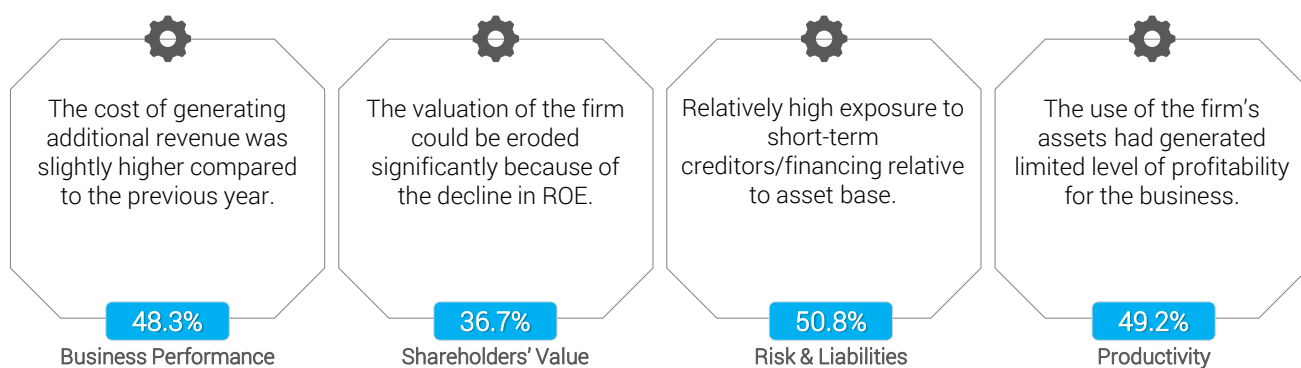 The cost of generating
additional revenue was
slightly higher compared
to the previous year.
48.3%
Business Performance
The valuation of the firm
could be eroded
significantly because of
the decline in ROE.
36.7%
Shareholders' Value
Relatively high exposure to
short-term
creditors/financing relative
to asset base.
50.8%
Risk & Liabilities
The use of the firm's
assets had generated
limited level of profitability
for the business.
49.2%
Productivity